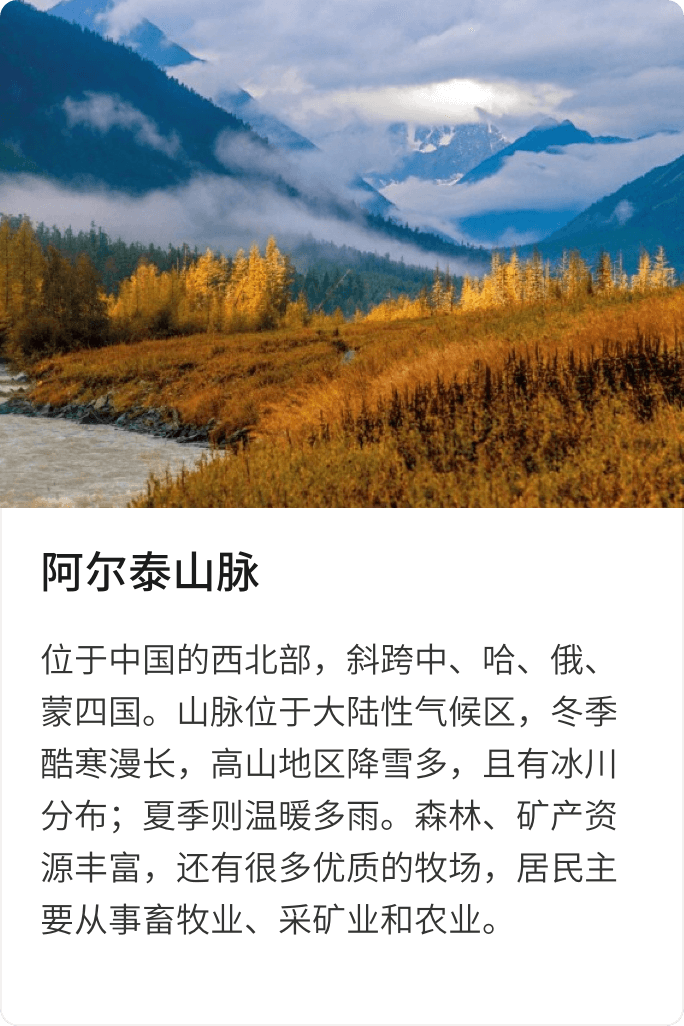 阿尔泰山脉
位于中国的西北部，斜跨中、哈、俄、
蒙四国。山脉位于大陆性气候区，冬季
酷寒漫长，高山地区降雪多，且有冰川
分布；夏季则温暖多雨。森林、矿产资
源丰富，还有很多优质的牧场，居民主
要从事畜牧业、采矿业和农业。